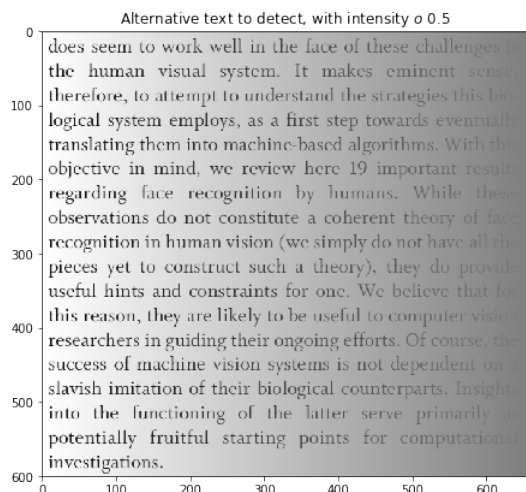 Alternative text to detect, with intensity o 0.5
0
does seem to work well in the face of these challenges is
the human visual system. It makes eminent sense,
100
therefore, to attempt to understand the strategies this bio-
logical system employs, as a first step towards eventually
translating them into machine-based algorithms. With this
200
objective in mind, we review here 19 important results
regarding face recognition by humans. While these
observations do not constitute a coherent theory of face
300
recognition in human vision (we simply do not have all the
pieces yet to construct such a theory), they do provide
useful hints and constraints for one. We believe that for
400
this reason, they are likely to be useful to computer vision
researchers in guiding their ongoing efforts. Of course, the
success of machine vision systems is not dependent on
500
slavish imitation of their biological counterparts. Insights
into the functioning of the latter serve primarily as
potentially fruitful starting points for computational
investigations.
600
0 100 200 300 400 500 600